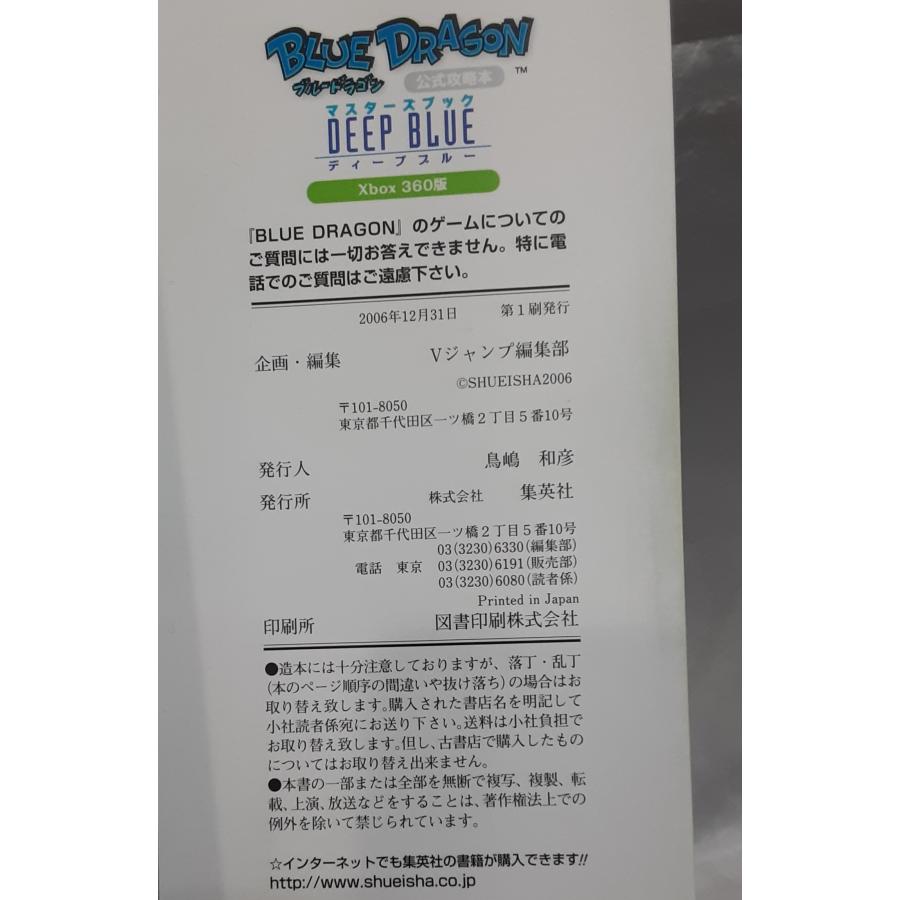 BLUE DRAGON
ブルードラゴン 公式攻略本 ™
マスターズブック
DEEP BLUE
ディープブルー
Xbox 360版
『BLUE DRAGON』のゲームについての
ご質問には一切お答えできません。特に電
話でのご質問はご遠慮下さい。
2006年12月31日 第1刷発行
企画・編集 Vジャンプ編集部
©SHUEISHA2006
〒101-8050
東京都千代田区一ツ橋2丁目5番10号
発行人 鳥嶋 和彦
発行所 株式会社 集英社
〒101-8050
東京都千代田区一ツ橋2丁目5番10号
03(3230)6330(編集部)
電話 東京 03(3230)6191(販売部)
03(3230)6080(読者係)
Printed in Japan
印刷所 図書印刷株式会社
●造本には十分注意しておりますが、落丁・乱丁
(本のページ順序の間違いや抜け落ち)の場合はお
取り替え致します。購入された書店名を明記して
小社読者係宛にお送り下さい。送料は小社負担で
お取り替え致します。但し、古書店で購入したもの
についてはお取り替え出来ません。
●本書の一部または全部を無断で複写、複製、転
載、上演、放送などをすることは、著作権法上での
例外を除いて禁じられています。
☆インターネットでも集英社の書籍が購入できます!!
http://www.shueisha.co.jp